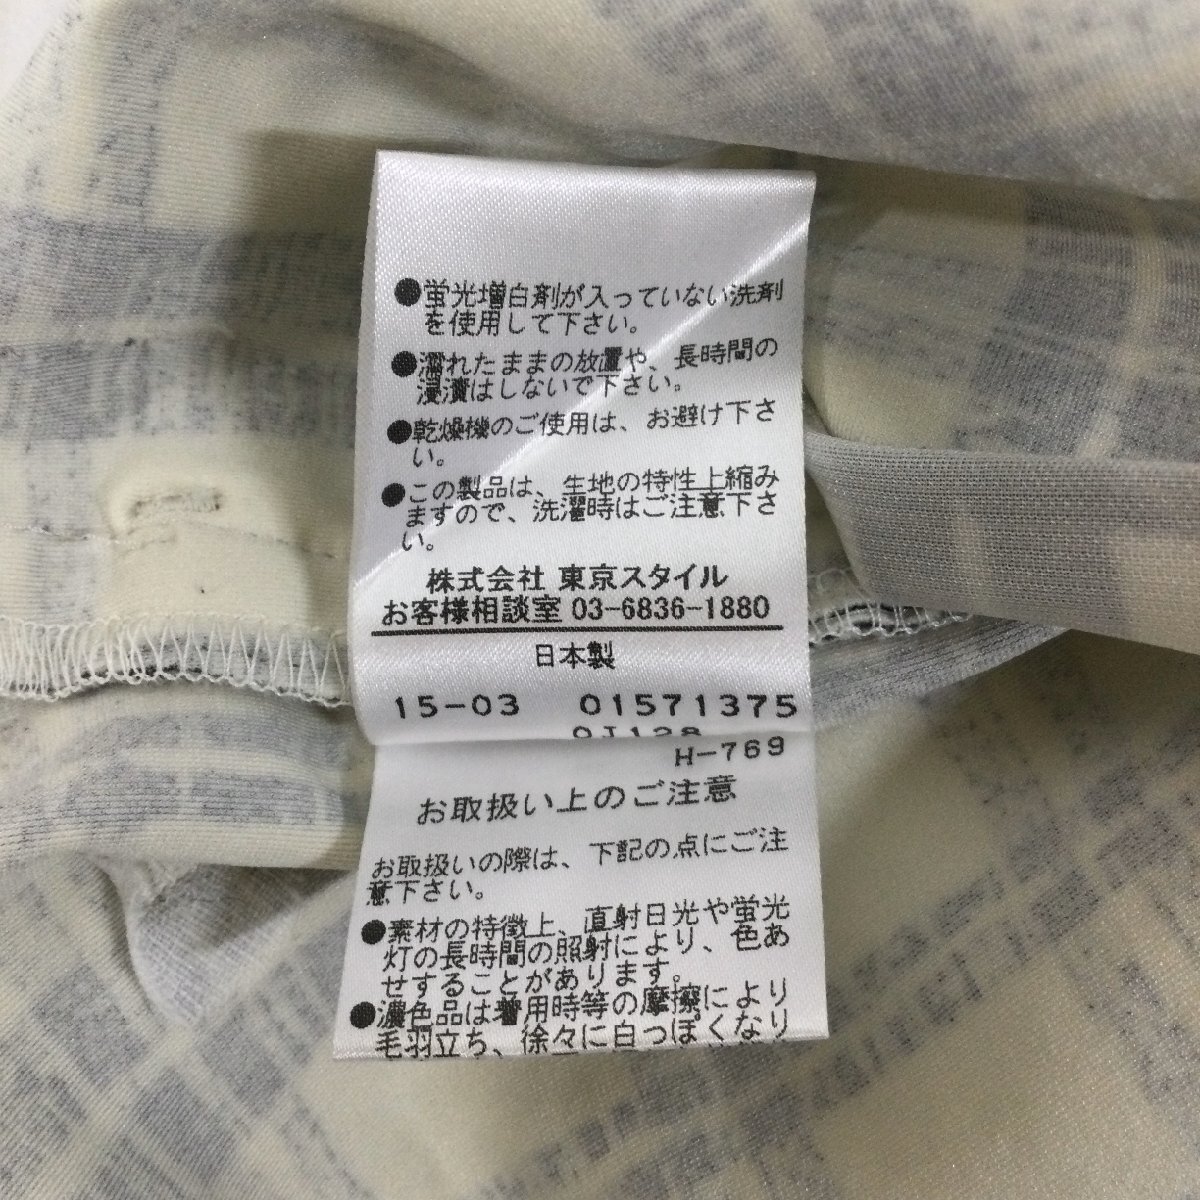 ●蛍光増白剤が入っていない洗剤
を使用して下さい。
●濡れたままの放置や、長時間の
浸漬はしないで下さい。
●乾燥機のご使用は、お避け下さ
い。
●この製品は、生地の特性上縮み
ますので、洗濯時はご注意下さ
い。
株式会社 東京スタイル
お客様相談室 03-6836-1880
日本製
15-03 01571375
H-769
お取扱い上のご注意
お取扱いの際は、下記の点にご注
意下さい。
●素材の特徴上、直射日光や蛍光
灯の長時間の照射により、色あ
せすることがあります。
●濃色品は着用時等の摩擦により
毛羽立ち、徐々に白っぽくなり